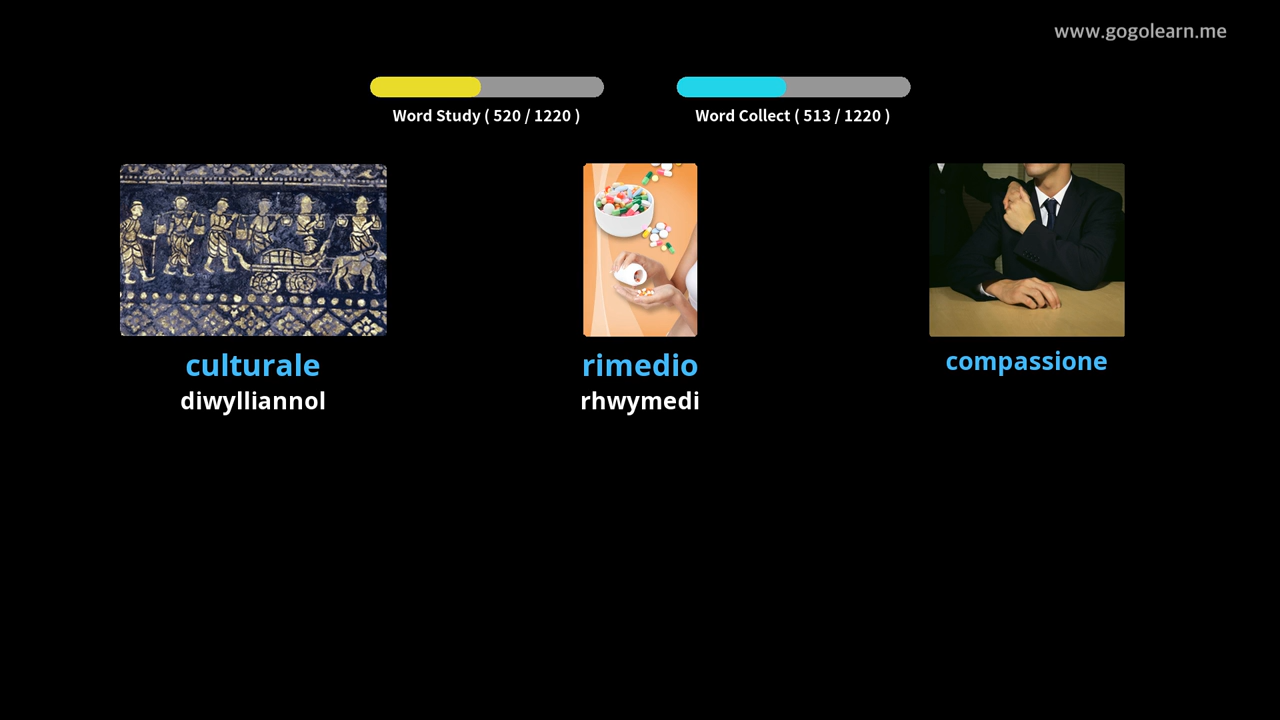 www.gogolearn.me
Word Study ( 520 / 1220 )
Word Collect ( 513 / 1220 )
culturale
rimedio
compassione
diwylliannol
rhwymedi